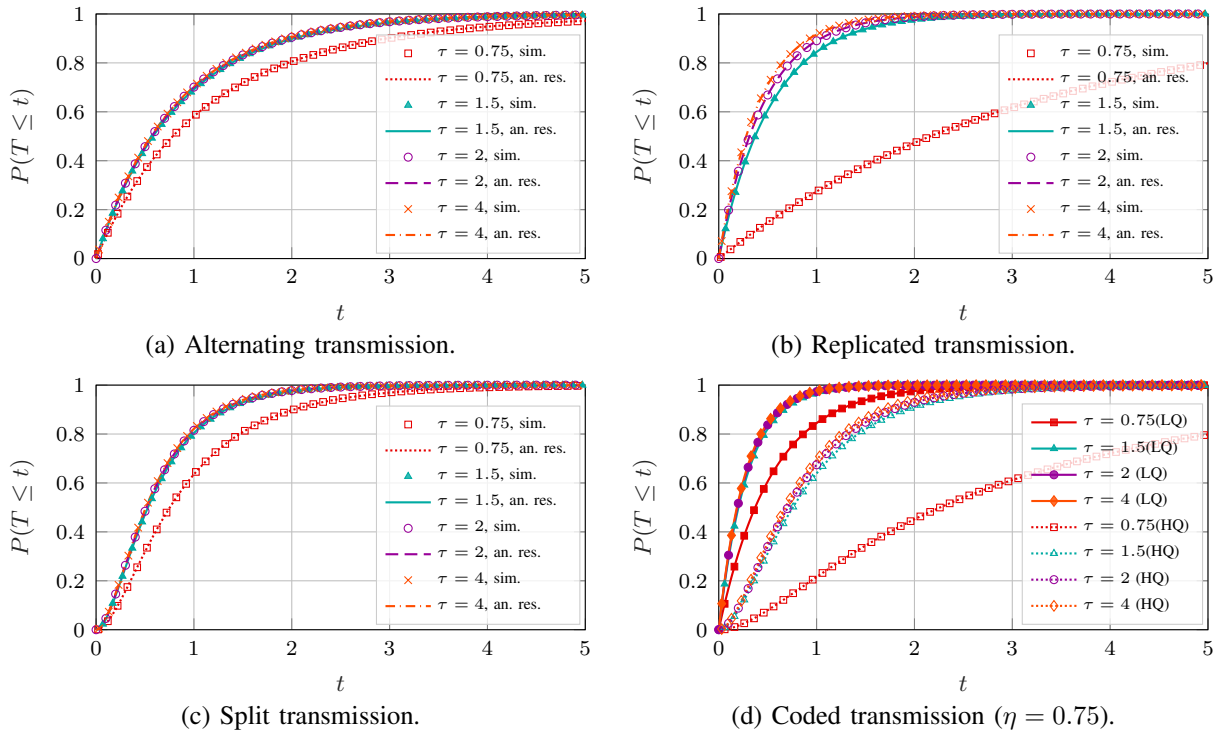 P(T ≤ t)
1
0.8
0.6
0.4
0.2
0
0 1 2 3 4 5
t
τ = 0.75, sim.
τ = 0.75, an. res.
τ = 1.5, sim.
τ = 1.5, an. res.
τ = 2, sim.
τ = 2, an. res.
τ = 4, sim.
τ = 4, an. res.
(a) Alternating transmission.
P(T ≤ t)
1
0.8
0.6
0.4
0.2
0
0 1 2 3 4 5
t
τ = 0.75, sim.
τ = 0.75, an. res.
τ = 1.5, sim.
τ = 1.5, an. res.
τ = 2, sim.
τ = 2, an. res.
τ = 4, sim.
τ = 4, an. res.
(b) Replicated transmission.
P(T ≤ t)
1
0.8
0.6
0.4
0.2
0
0 1 2 3 4 5
t
τ = 0.75, sim.
τ = 0.75, an. res.
τ = 1.5, sim.
τ = 1.5, an. res.
τ = 2, sim.
τ = 2, an. res.
τ = 4, sim.
τ = 4, an. res.
(c) Split transmission.
P(T ≤ t)
1
0.8
0.6
0.4
0.2
0
0 1 2 3 4 5
t
τ = 0.75(LQ)
τ = 1.5(LQ)
τ = 2 (LQ)
τ = 4 (LQ)
τ = 0.75(HQ)
τ = 1.5(HQ)
τ = 2 (HQ)
τ = 4 (HQ)
(d) Coded transmission (η = 0.75).